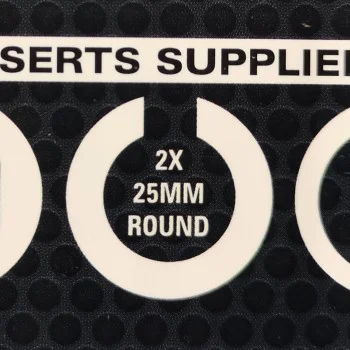 SERTS SUPPLIE
2X
25MM
ROUND